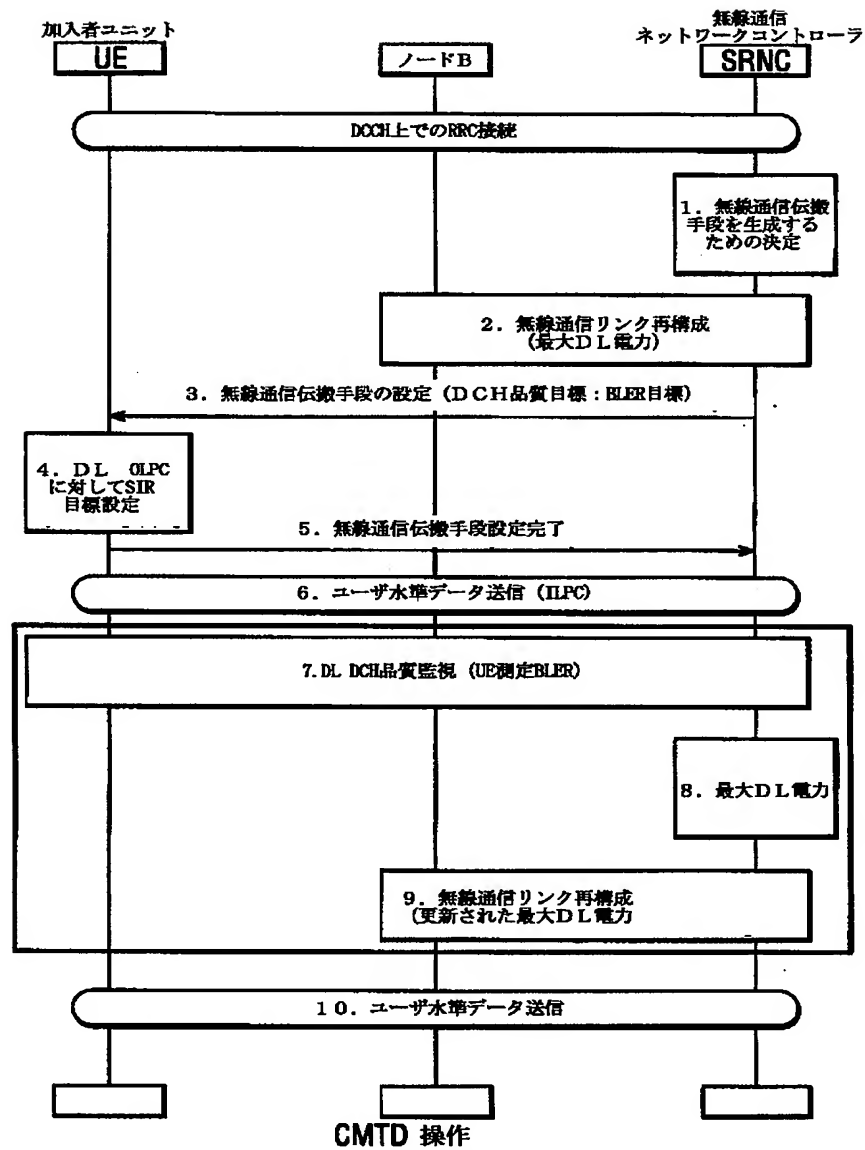 加入者ユニット
UE
ノードB
無線通信
ネットワークコントローラ
SRNC
DCCH上でのRRC接続
1. 無線通信伝搬
手段を生成する
ための決定
2. 無線通信リンク再構成
(最大DL電力)
3. 無線通信伝搬手段の設定 (DCH品質目標:BLER目標)
4. DL OLPC
に対してSIR
目標設定
5. 無線通信伝搬手段設定完了
6. ユーザ水準データ送信 (ILPC)
7.DL DCH品質監視 (UE測定BLER)
8. 最大DL電力
9. 無線通信リンク再構成
(更新された最大DL電力
10. ユーザ水準データ送信
CMTD 操作